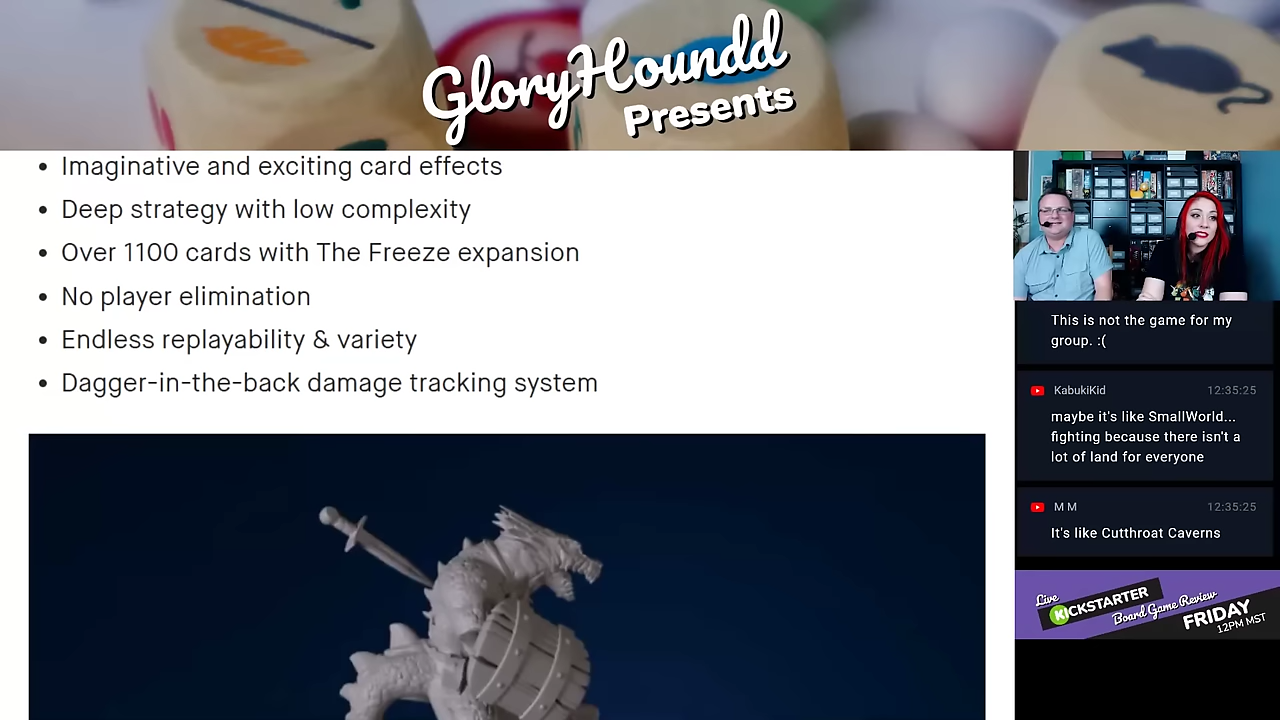 GloryHoundd
Presents
• Imaginative and exciting card effects
• Deep strategy with low complexity
• Over 1100 cards with The Freeze expansion
• No player elimination
• Endless replayability & variety
• Dagger-in-the-back damage tracking system
This is not the game for my
group. :(
KabukiKid 12:35:25
maybe it's like SmallWorld...
fighting because there isn't a
lot of land for everyone
M M 12:35:25
It's like Cutthroat Caverns
Live
KICKSTARTER
Board Game Review
FRIDAY
12PM MST